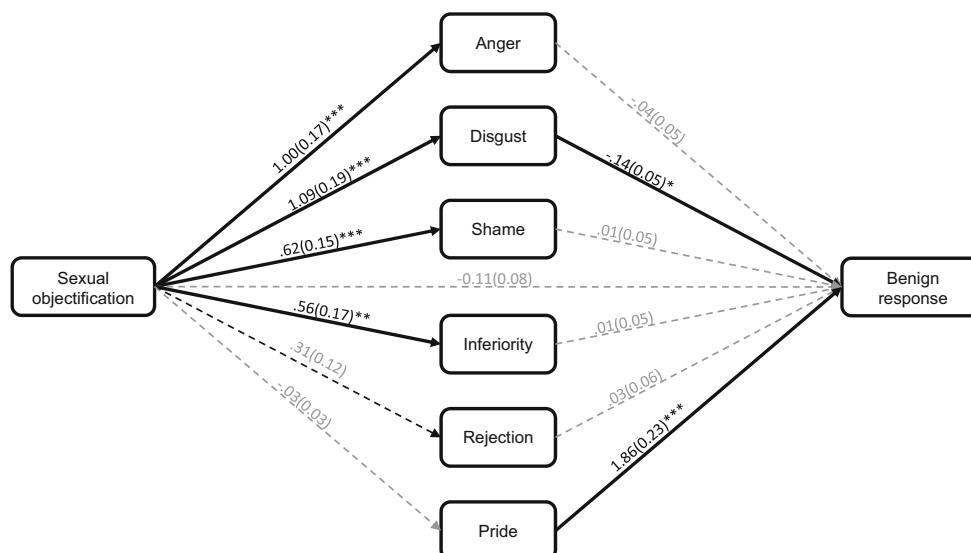 Anger
1.00(0.17)***
-.04(0.05)
Disgust
1.09(0.19)***
-.14(0.05)*
Shame
.62(0.15)***
.01(0.05)
Sexual
objectification
-0.11(0.08)
Benign
response
.56(0.17)**
Inferiority
.01(0.05)
.31(0.12)
Rejection
.03(0.06)
-.03(0.03)
1.86(0.23)***
Pride